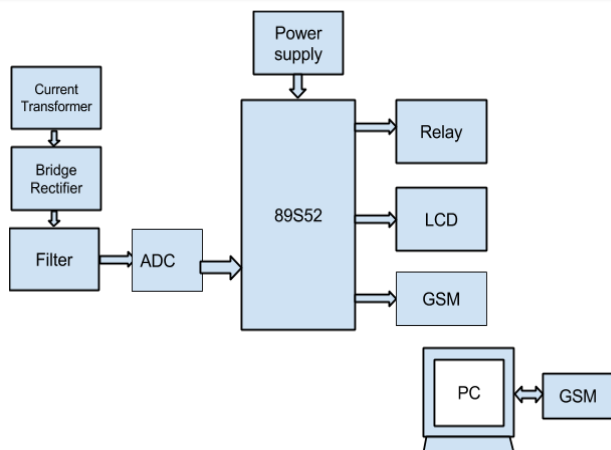 Power
supply
Current
Transformer
Bridge
Rectifier
Filter
ADC
89S52
Relay
LCD
GSM
PC
GSM